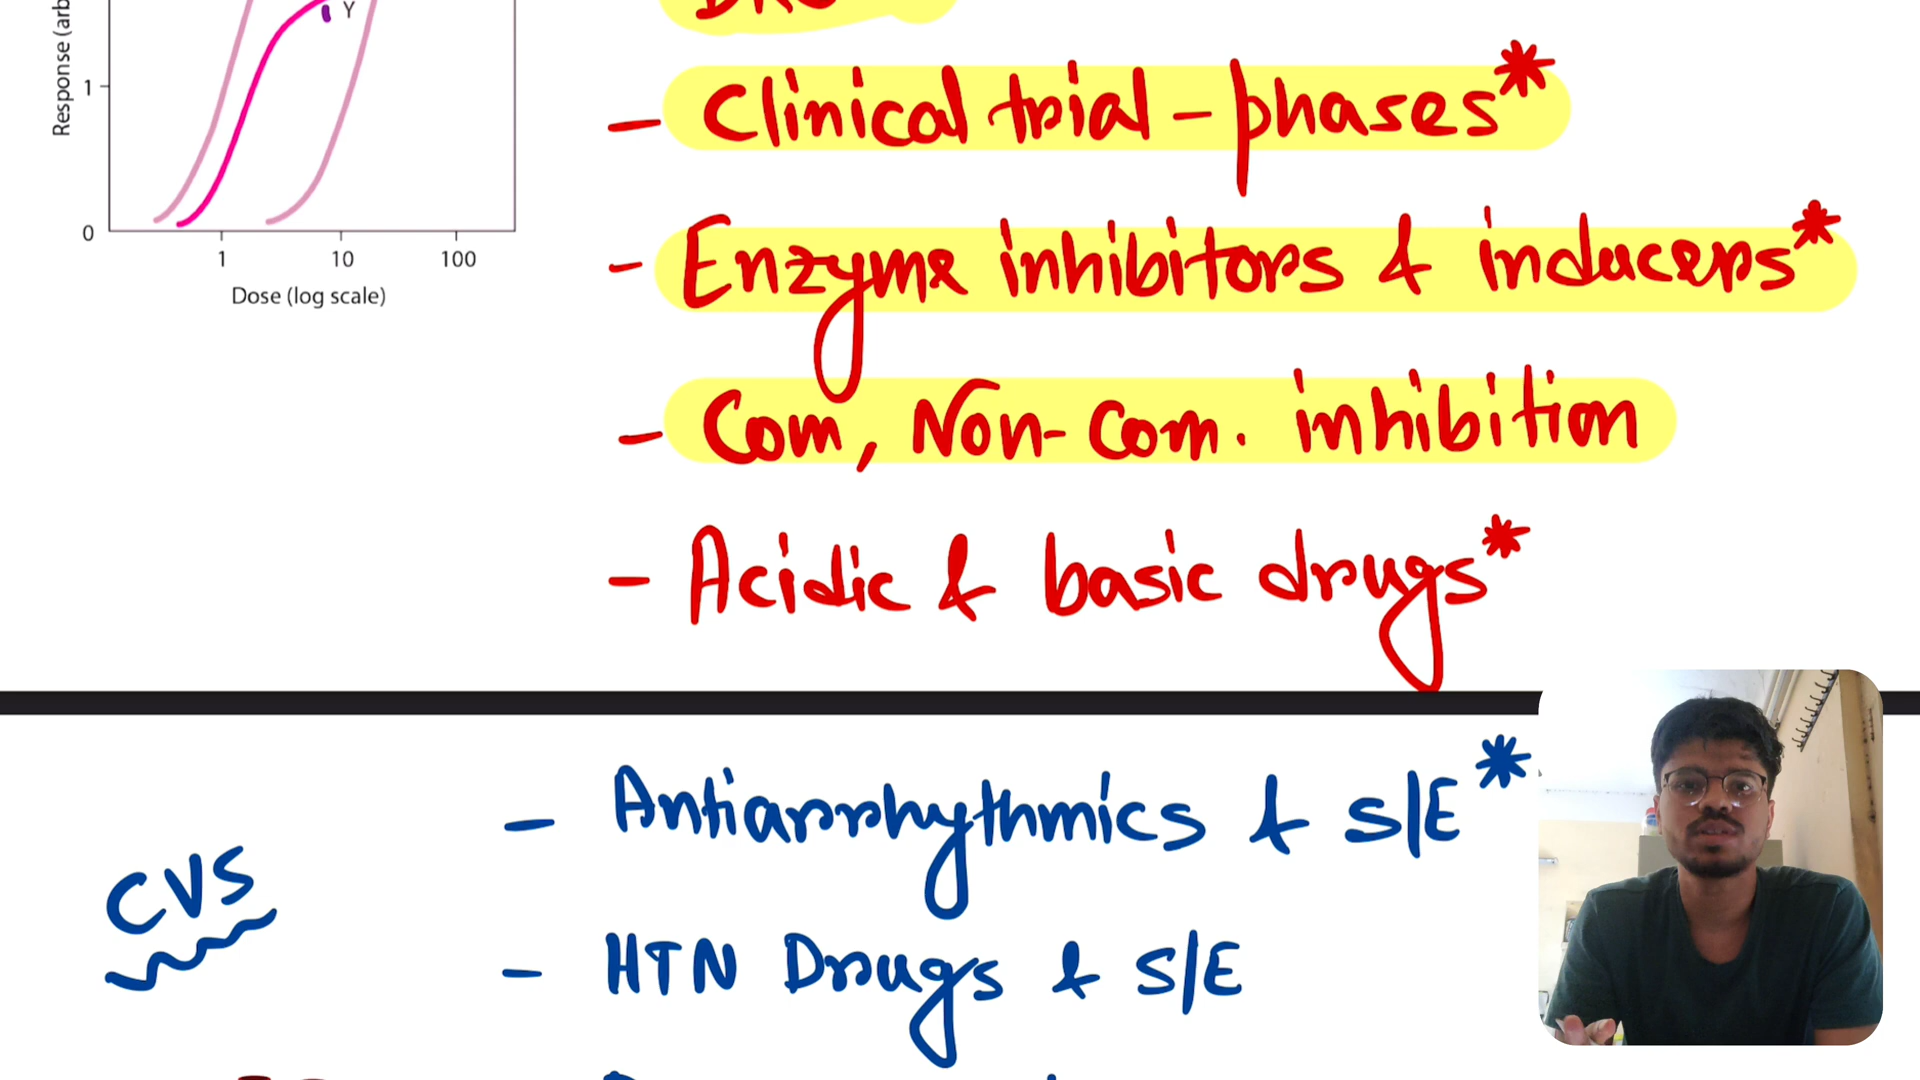 Response (arb
Y
1
0
1 10 100
Dose (log scale)
- Clinical trial - phases*
- Enzyme inhibitors & inducers*
- Com, Non-Com. inhibition
- Acidic & basic drugs*
CVS
- Antiarrhythmics & S/E*
- HTN Drugs & S/E